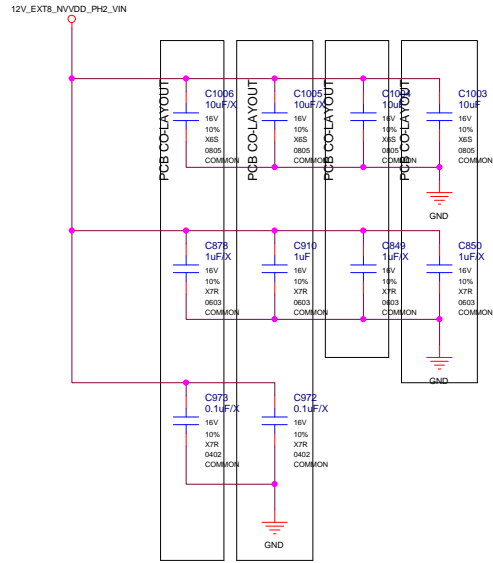 12V_EXT8_NVVDD_PH2_VIN
PCB CO-LAYOUT
PCB CO-LAYOUT
PCB CO-LAYOUT
PCB CO-LAYOUT
C1006
10uF/X
16V
10%
X6S
0805
COMMON
C1005
10uF/X
16V
10%
X6S
0805
COMMON
C1004
10uF
16V
10%
X6S
0805
COMMON
C1003
10uF
16V
10%
X6S
0805
COMMON
GND
C878
1uF/X
16V
10%
X7R
0603
COMMON
C910
1uF
16V
10%
X7R
0603
COMMON
C849
1uF/X
16V
10%
X7R
0603
COMMON
C850
1uF/X
16V
10%
X7R
0603
COMMON
GND
C973
0.1uF/X
16V
10%
X7R
0402
COMMON
C972
0.1uF/X
16V
10%
X7R
0402
COMMON
GND